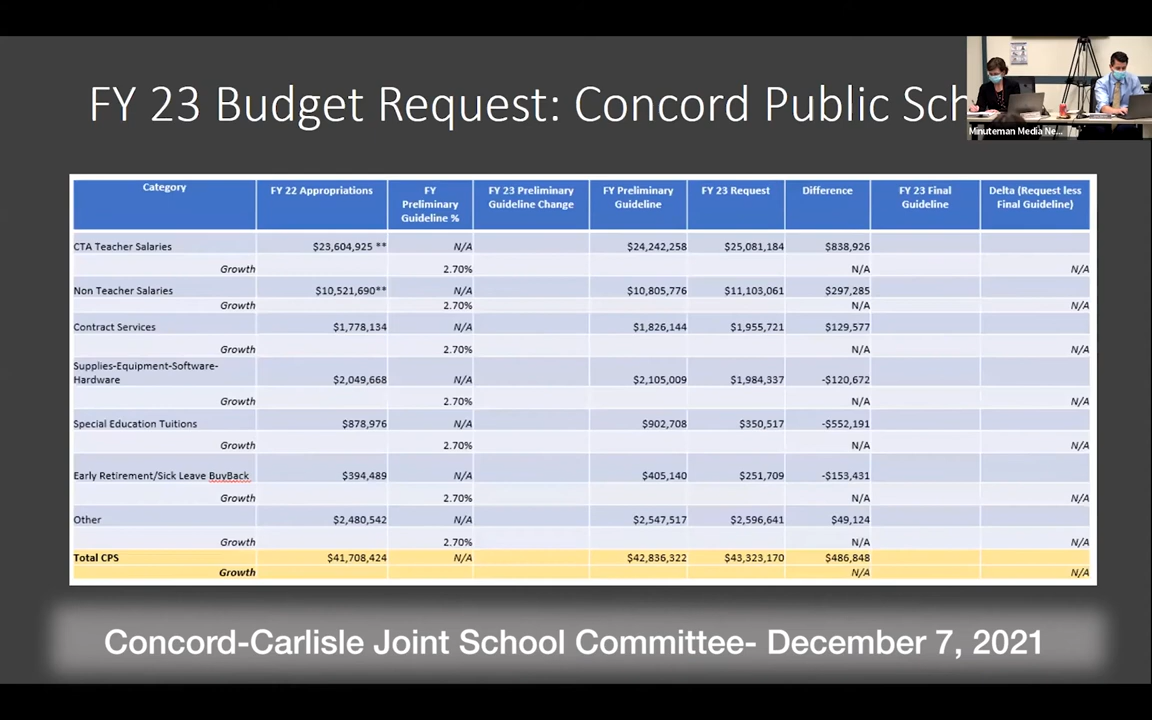 FY 23 Budget Request: Concord Public Sch
Minuteman Media Ne...
Category FY 22 Appropriations FY Preliminary Guideline % FY 23 Preliminary Guideline Change FY Preliminary Guideline FY 23 Request Difference FY 23 Final Guideline Delta (Request less Final Guideline)
CTA Teacher Salaries $23,604,925 ** N/A $24,242,258 $25,081,184 $838,926
Growth 2.70% N/A N/A
Non Teacher Salaries $10,521,690** N/A $10,805,776 $11,103,061 $297,285
Growth 2.70% N/A N/A
Contract Services $1,778,134 N/A $1,826,144 $1,955,721 $129,577
Growth 2.70% N/A N/A
Supplies-Equipment-Software-
Hardware $2,049,668 N/A $2,105,009 $1,984,337 -$120,672
Growth 2.70% N/A N/A
Special Education Tuitions $878,976 N/A $902,708 $350,517 -$552,191
Growth 2.70% N/A N/A
Early Retirement/Sick Leave BuyBack $394,489 N/A $405,140 $251,709 -$153,431
Growth 2.70% N/A N/A
Other $2,480,542 N/A $2,547,517 $2,596,641 $49,124
Growth 2.70% N/A N/A
Total CPS $41,708,424 N/A $42,836,322 $43,323,170 $486,848
Growth N/A N/A
Concord-Carlisle Joint School Committee- December 7, 2021